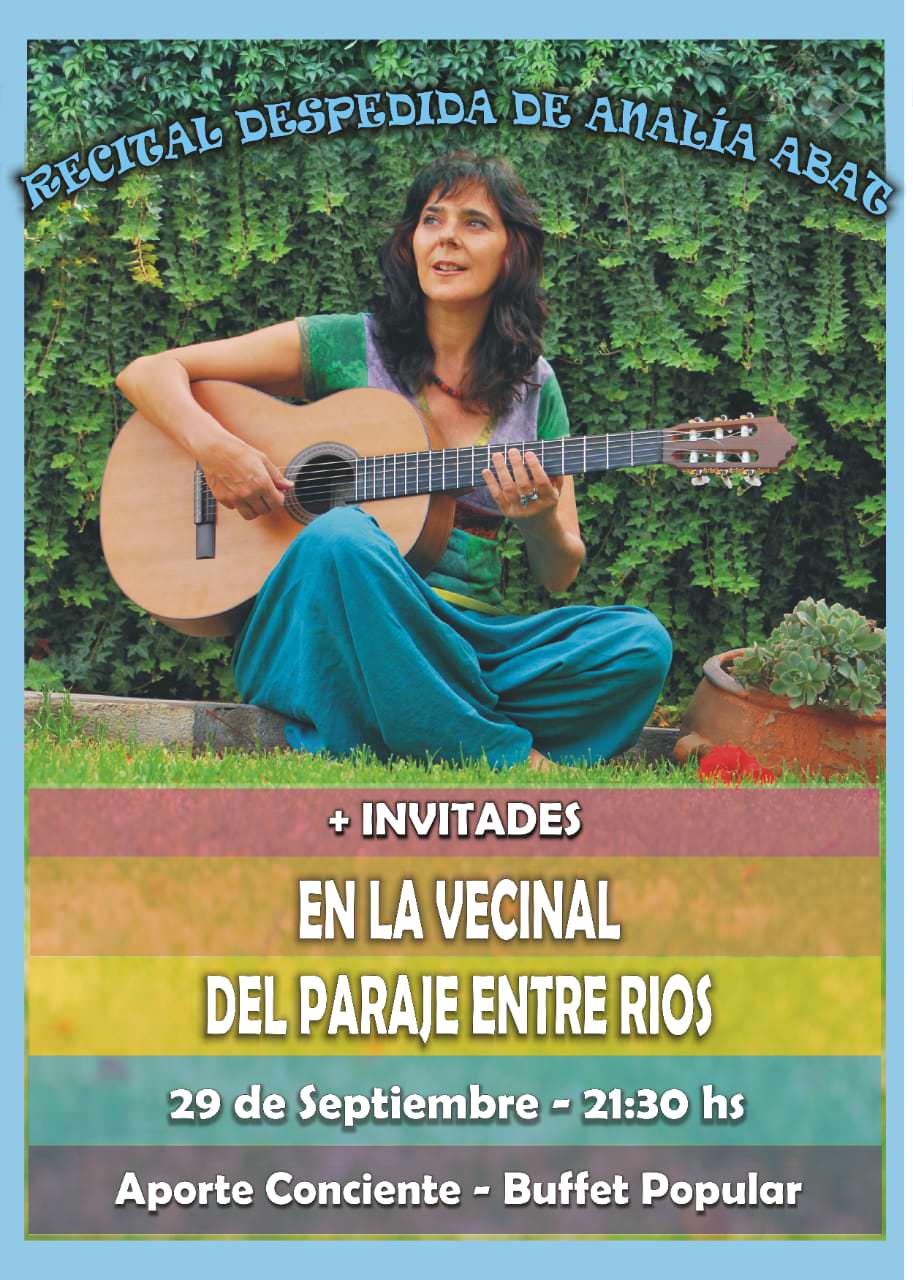 RECITAL DESPEDIDA DE ANALÍA ABAT
+ INVITADES
EN LA VECINAL
DEL PARAJE ENTRE RIOS
29 de Septiembre - 21:30 hs
Aporte Conciente - Buffet Popular